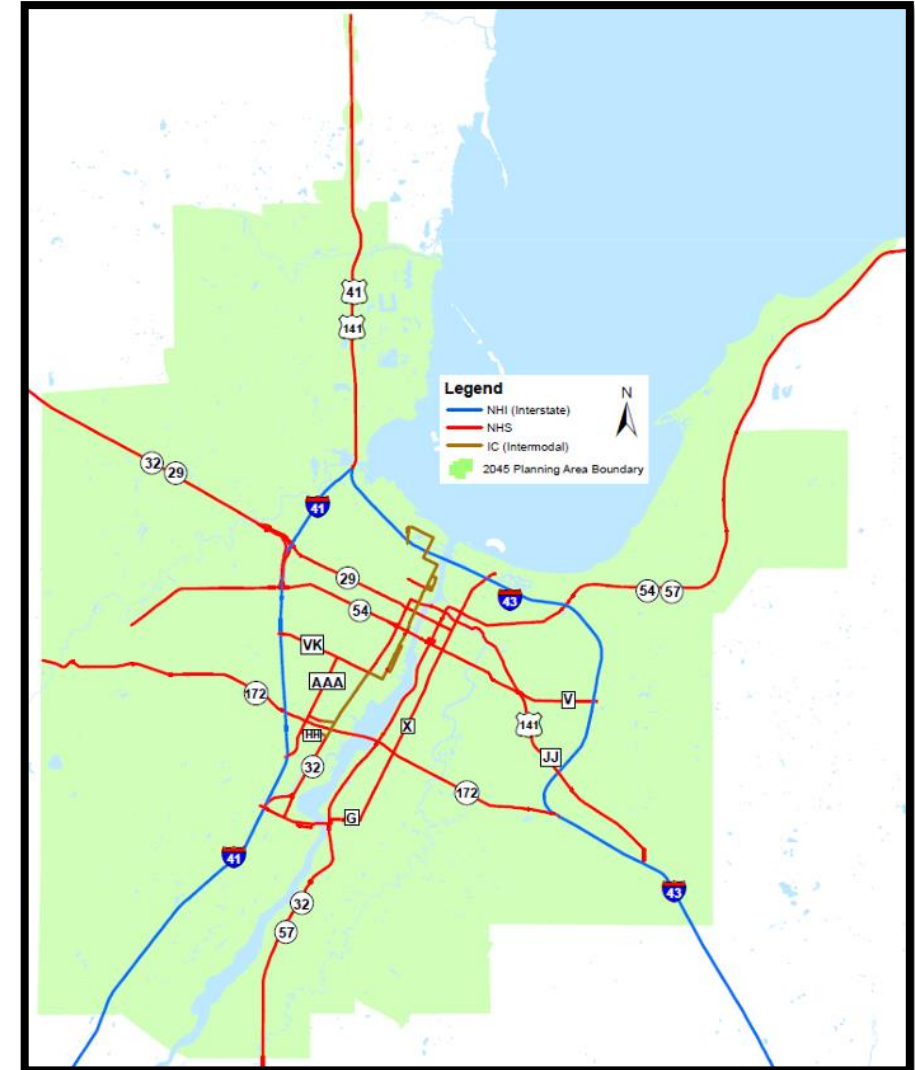 41
141
Legend
N
NHI (Interstate)
NHS
IC (Intermodal)
2045 Planning Area Boundary
32
29
41
29
54
43
54 57
VK
AAA
172
V
X
141
HH
JJ
32
172
G
41
43
32
57